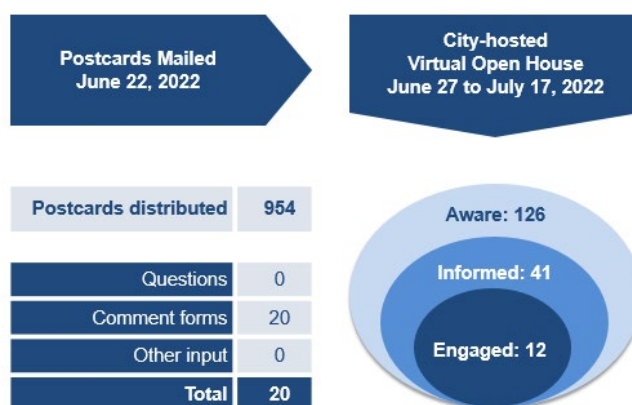 Postcards Mailed
June 22, 2022
City-hosted
Virtual Open House
June 27 to July 17, 2022
Postcards distributed 954
Questions 0
Comment forms 20
Other input 0
Total 20
Aware: 126
Informed: 41
Engaged: 12